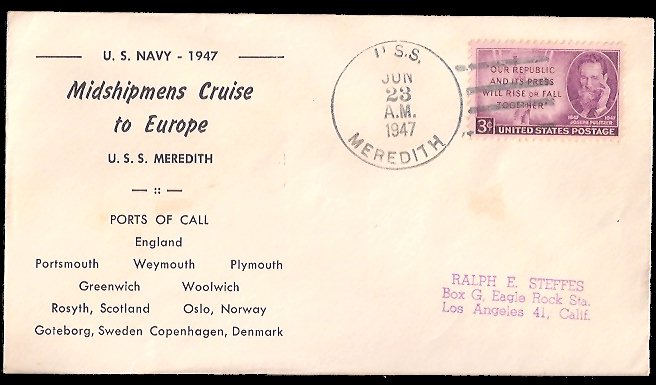 U. S. NAVY - 1947
Midshipmens Cruise
to Europe
U. S. S. MEREDITH
— :: —
PORTS OF CALL
England
Portsmouth Weymouth Plymouth
Greenwich Woolwich
Rosyth, Scotland Oslo, Norway
Goteborg, Sweden Copenhagen, Denmark
U.S.S.
JUN
23
A.M.
1947
MEREDITH
"OUR REPUBLIC
AND ITS PRESS
WILL RISE OR FALL
TOGETHER"
1847 1947
JOSEPH PULITZER
3¢ UNITED STATES POSTAGE
RALPH E. STEFFES
Box G, Eagle Rock Sta.
Los Angeles 41, Calif.